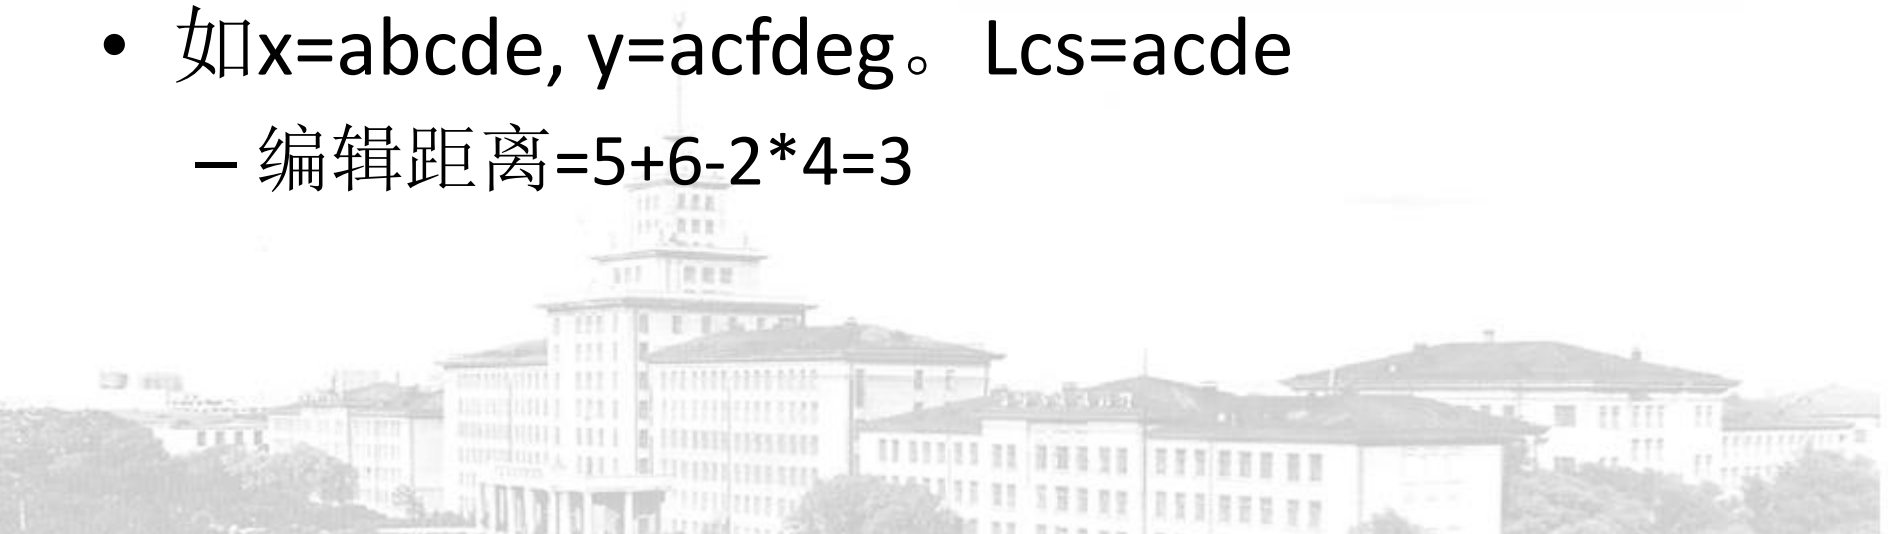 • 如x=abcde, y=acfdeg。Lcs=acde
– 编辑距离=5+6-2*4=3